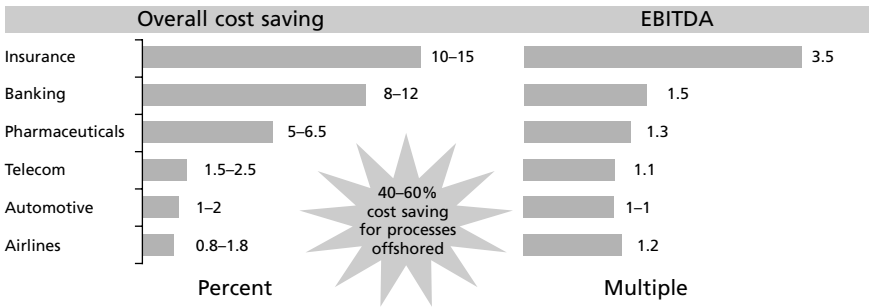 Overall cost saving EBITDA
Insurance 10–15 3.5
Banking 8–12 1.5
Pharmaceuticals 5–6.5 1.3
Telecom 1.5–2.5 1.1
Automotive 1–2 1–1
Airlines 0.8–1.8 1.2
40–60%
cost saving
for processes
offshored
Percent Multiple